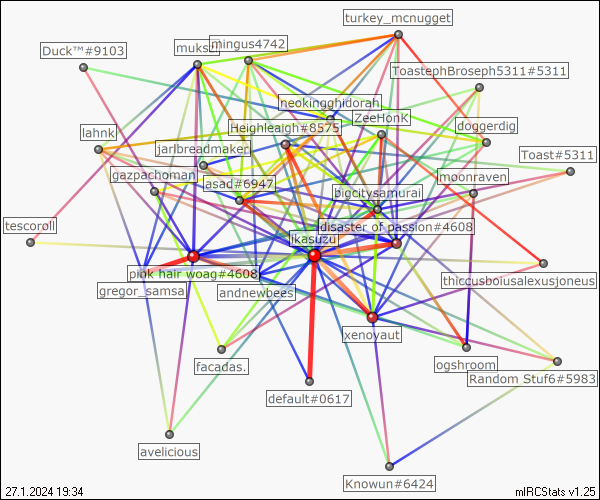 turkey_mcnugget
Duck™#9103
mingus4742
ToastephBroseph5311#5311
neokingghidorah
ZeeHonK
Heighleigh#8575
doggerdig
lahnk
jarlbreadmaker
Toast#5311
gazpachoman
asad#6947
moonraven
bigcitysamurai
tescoroll
disaster of passion#4608
ikasuzu
pink hair woag#4608
thiccusboiusalexusjoneus
gregor_samsa
andnewbees
xenoyaut
facadas.
ogshroom
Random Stuf6#5983
default#0617
avelicious
Knowun#6424
27.1.2024 19:34
mIRCStats v1.25